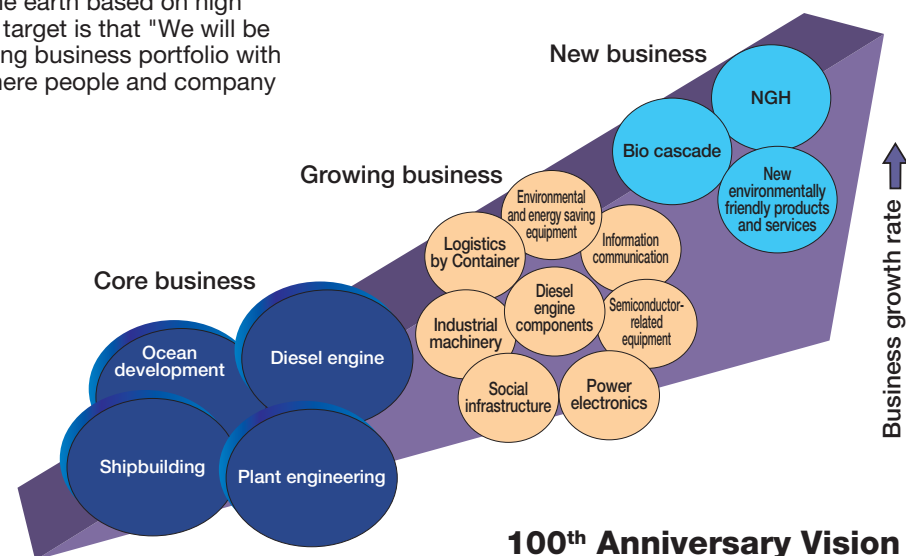 e earth based on high
target is that "We will be
ng business portfolio with
here people and company
New business
NGH
Bio cascade
New
environmentally
friendly products
and services
Growing business
Environmental
and energy saving
equipment
Logistics
by Container
Information
communication
Diesel
engine
components
Semiconductor-
related
equipment
Industrial
machinery
Social
infrastructure
Power
electronics
Core business
Ocean
development
Diesel engine
Shipbuilding
Plant engineering
Business growth rate
100th Anniversary Vision